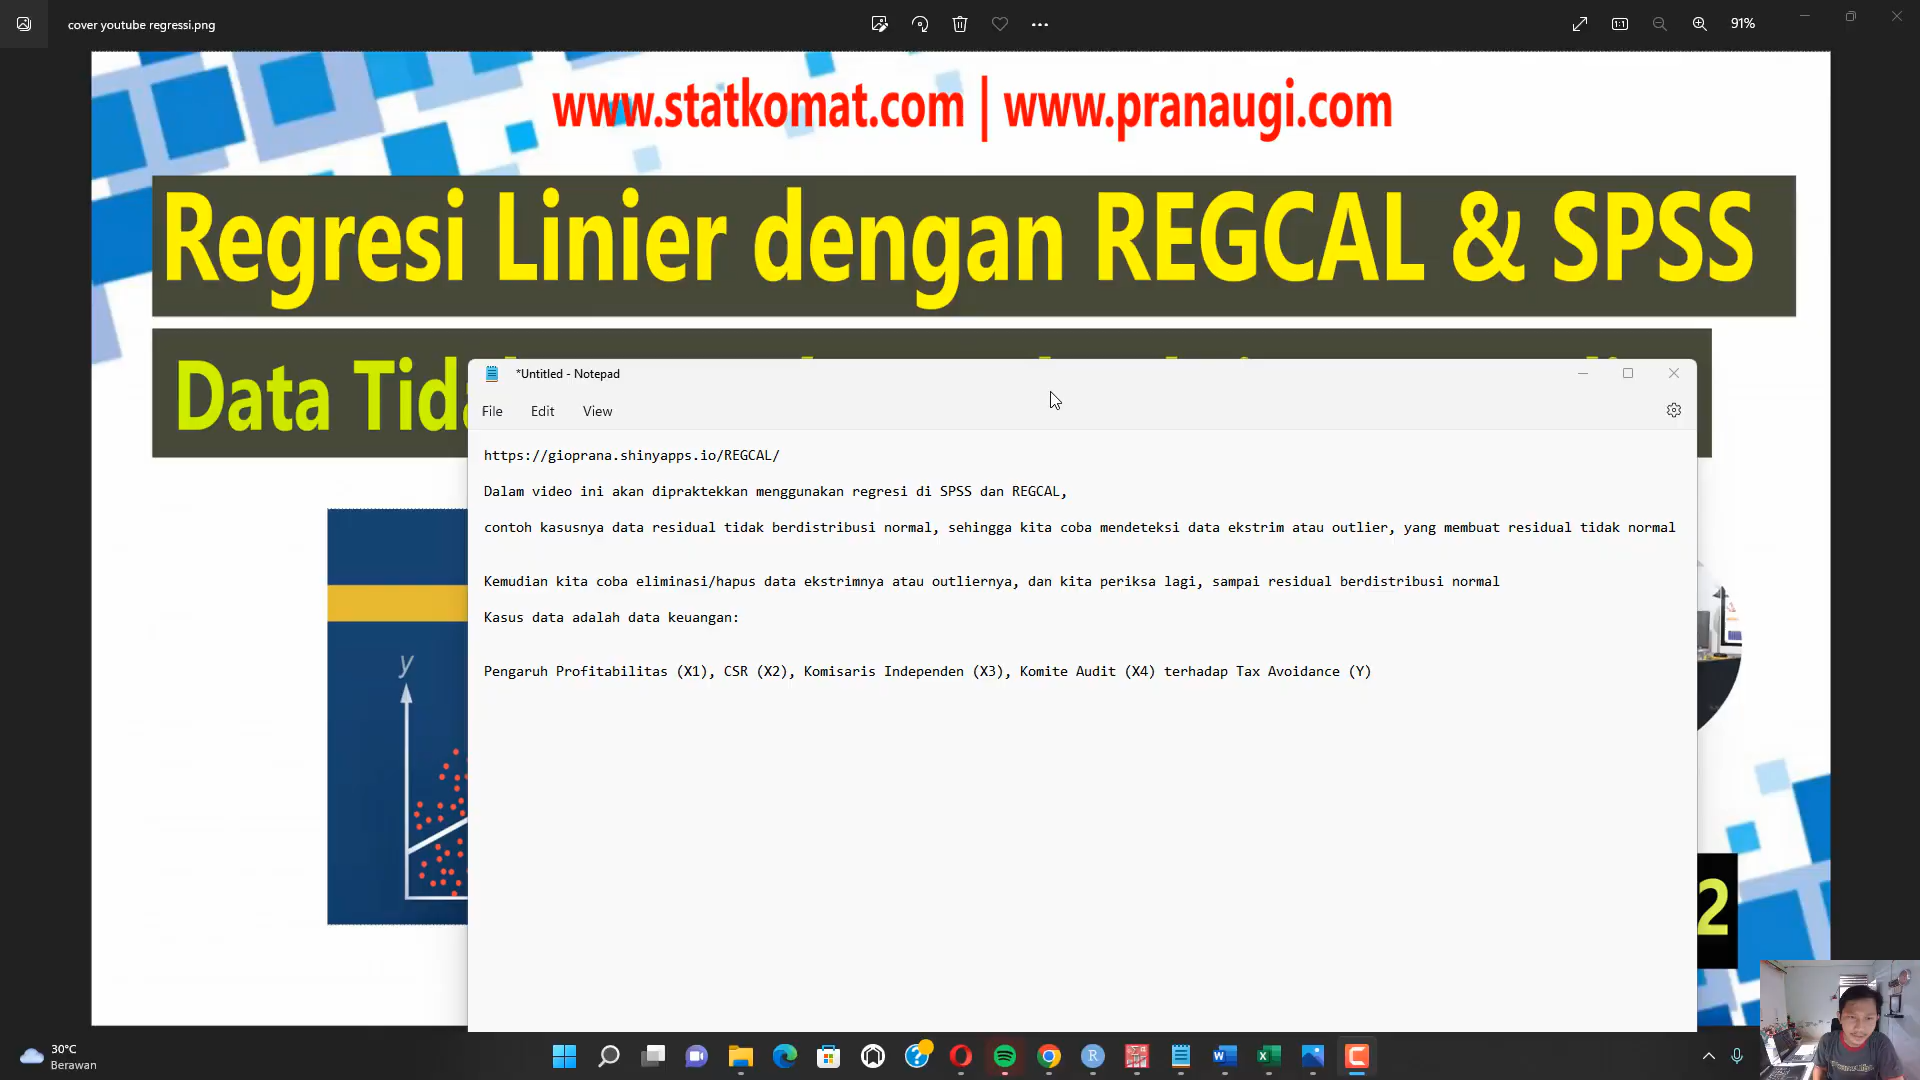 cover youtube regressi.png
91%
www.statkomat.com | www.pranaugi.com
Regresi Linier dengan REGCAL & SPSS
Data
*Untitled - Notepad
File Edit View
https://gioprana.shinyapps.io/REGCAL/
Dalam video ini akan dipraktekkan menggunakan regresi di SPSS dan REGCAL,
contoh kasusnya data residual tidak berdistribusi normal, sehingga kita coba mendeteksi data ekstrim atau outlier, yang membuat residual tidak normal
Kemudian kita coba eliminasi/hapus data ekstrimnya atau outliernya, dan kita periksa lagi, sampai residual berdistribusi normal
Kasus data adalah data keuangan:
Pengaruh Profitabilitas (X1), CSR (X2), Komisaris Independen (X3), Komite Audit (X4) terhadap Tax Avoidance (Y)
y
2
30°C
Berawan